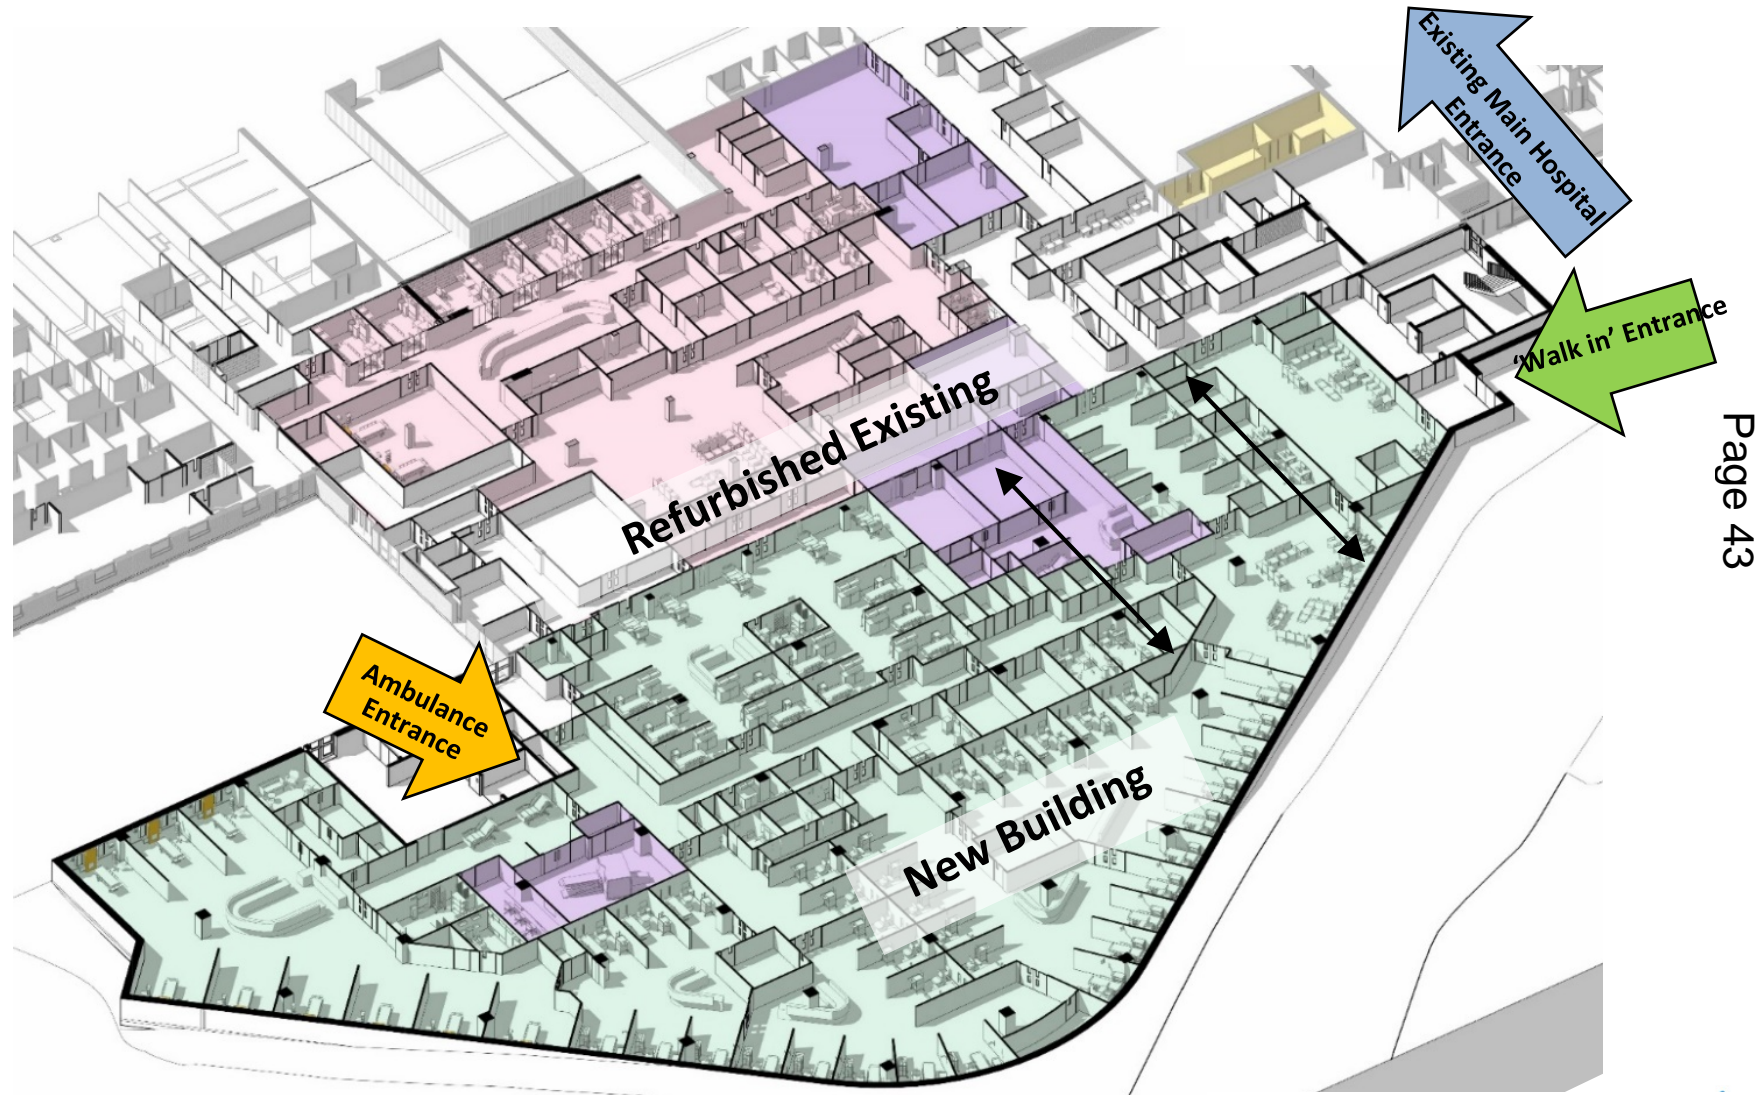 Existing Main Hospital
Entrance
‘Walk in’ Entrance
Page 43
Refurbished Existing
Ambulance
Entrance
New Building